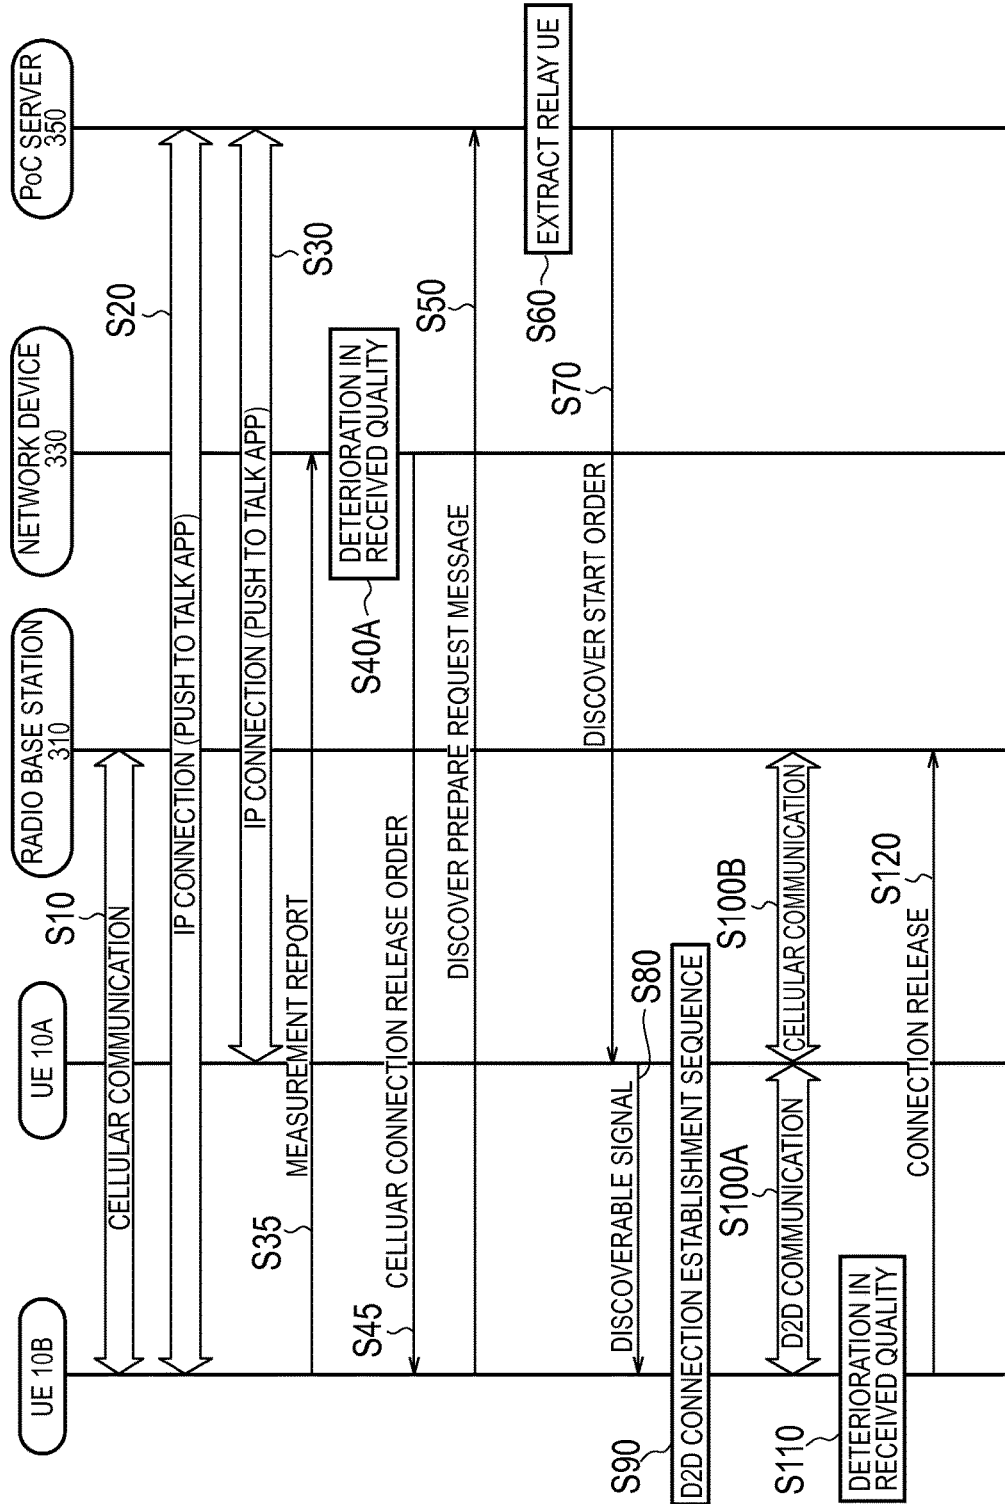 UE 10B
UE 10A
RADIO BASE STATION
310
NETWORK DEVICE
330
PoC SERVER
350
S10
CELLULAR COMMUNICATION
S20
IP CONNECTION (PUSH TO TALK APP)
S30
IP CONNECTION (PUSH TO TALK APP)
S35
MEASUREMENT REPORT
S40A
DETERIORATION IN
RECEIVED QUALITY
S45
CELLUAR CONNECTION RELEASE ORDER
S50
DISCOVER PREPARE REQUEST MESSAGE
S60
EXTRACT RELAY UE
S70
DISCOVER START ORDER
DISCOVERABLE SIGNAL
S80
S90
D2D CONNECTION ESTABLISHMENT SEQUENCE
S100A
S100B
D2D COMMUNICATION
CELLULAR COMMUNICATION
S110
DETERIORATION IN
RECEIVED QUALITY
S120
CONNECTION RELEASE